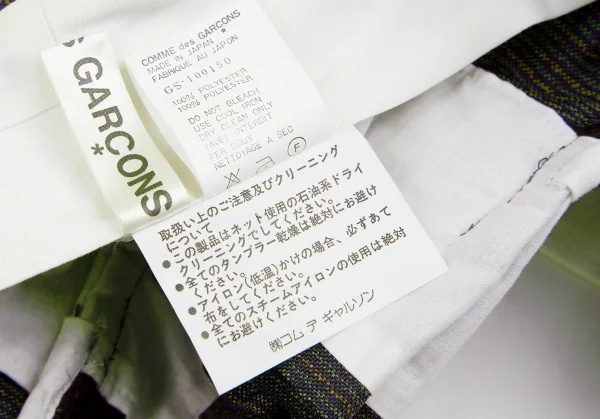 GARCONS
*
COMME des GARCONS
MADE IN JAPAN *
FABRIQUE AU JAPON
GS-100150
100% POLYESTER
100% POLYESTER
DO NOT BLEACH
USE COOL IRON
DRY CLEAN ONLY
JAVEL INTERDIT
FER DOUX
NETTOYAGE A SEC
F
取扱い上のご注意及びクリーニング
について
●この製品はネット使用の石油系ドライ
クリーニングでしてください。
●全てのタンブラー乾燥は絶対にお避け
ください。
●アイロン(低温)かけの場合、必ずあて
布をしてください。
●全てのスチームアイロンの使用は絶対
にお避けください。
㈱コム デ ギャルソン